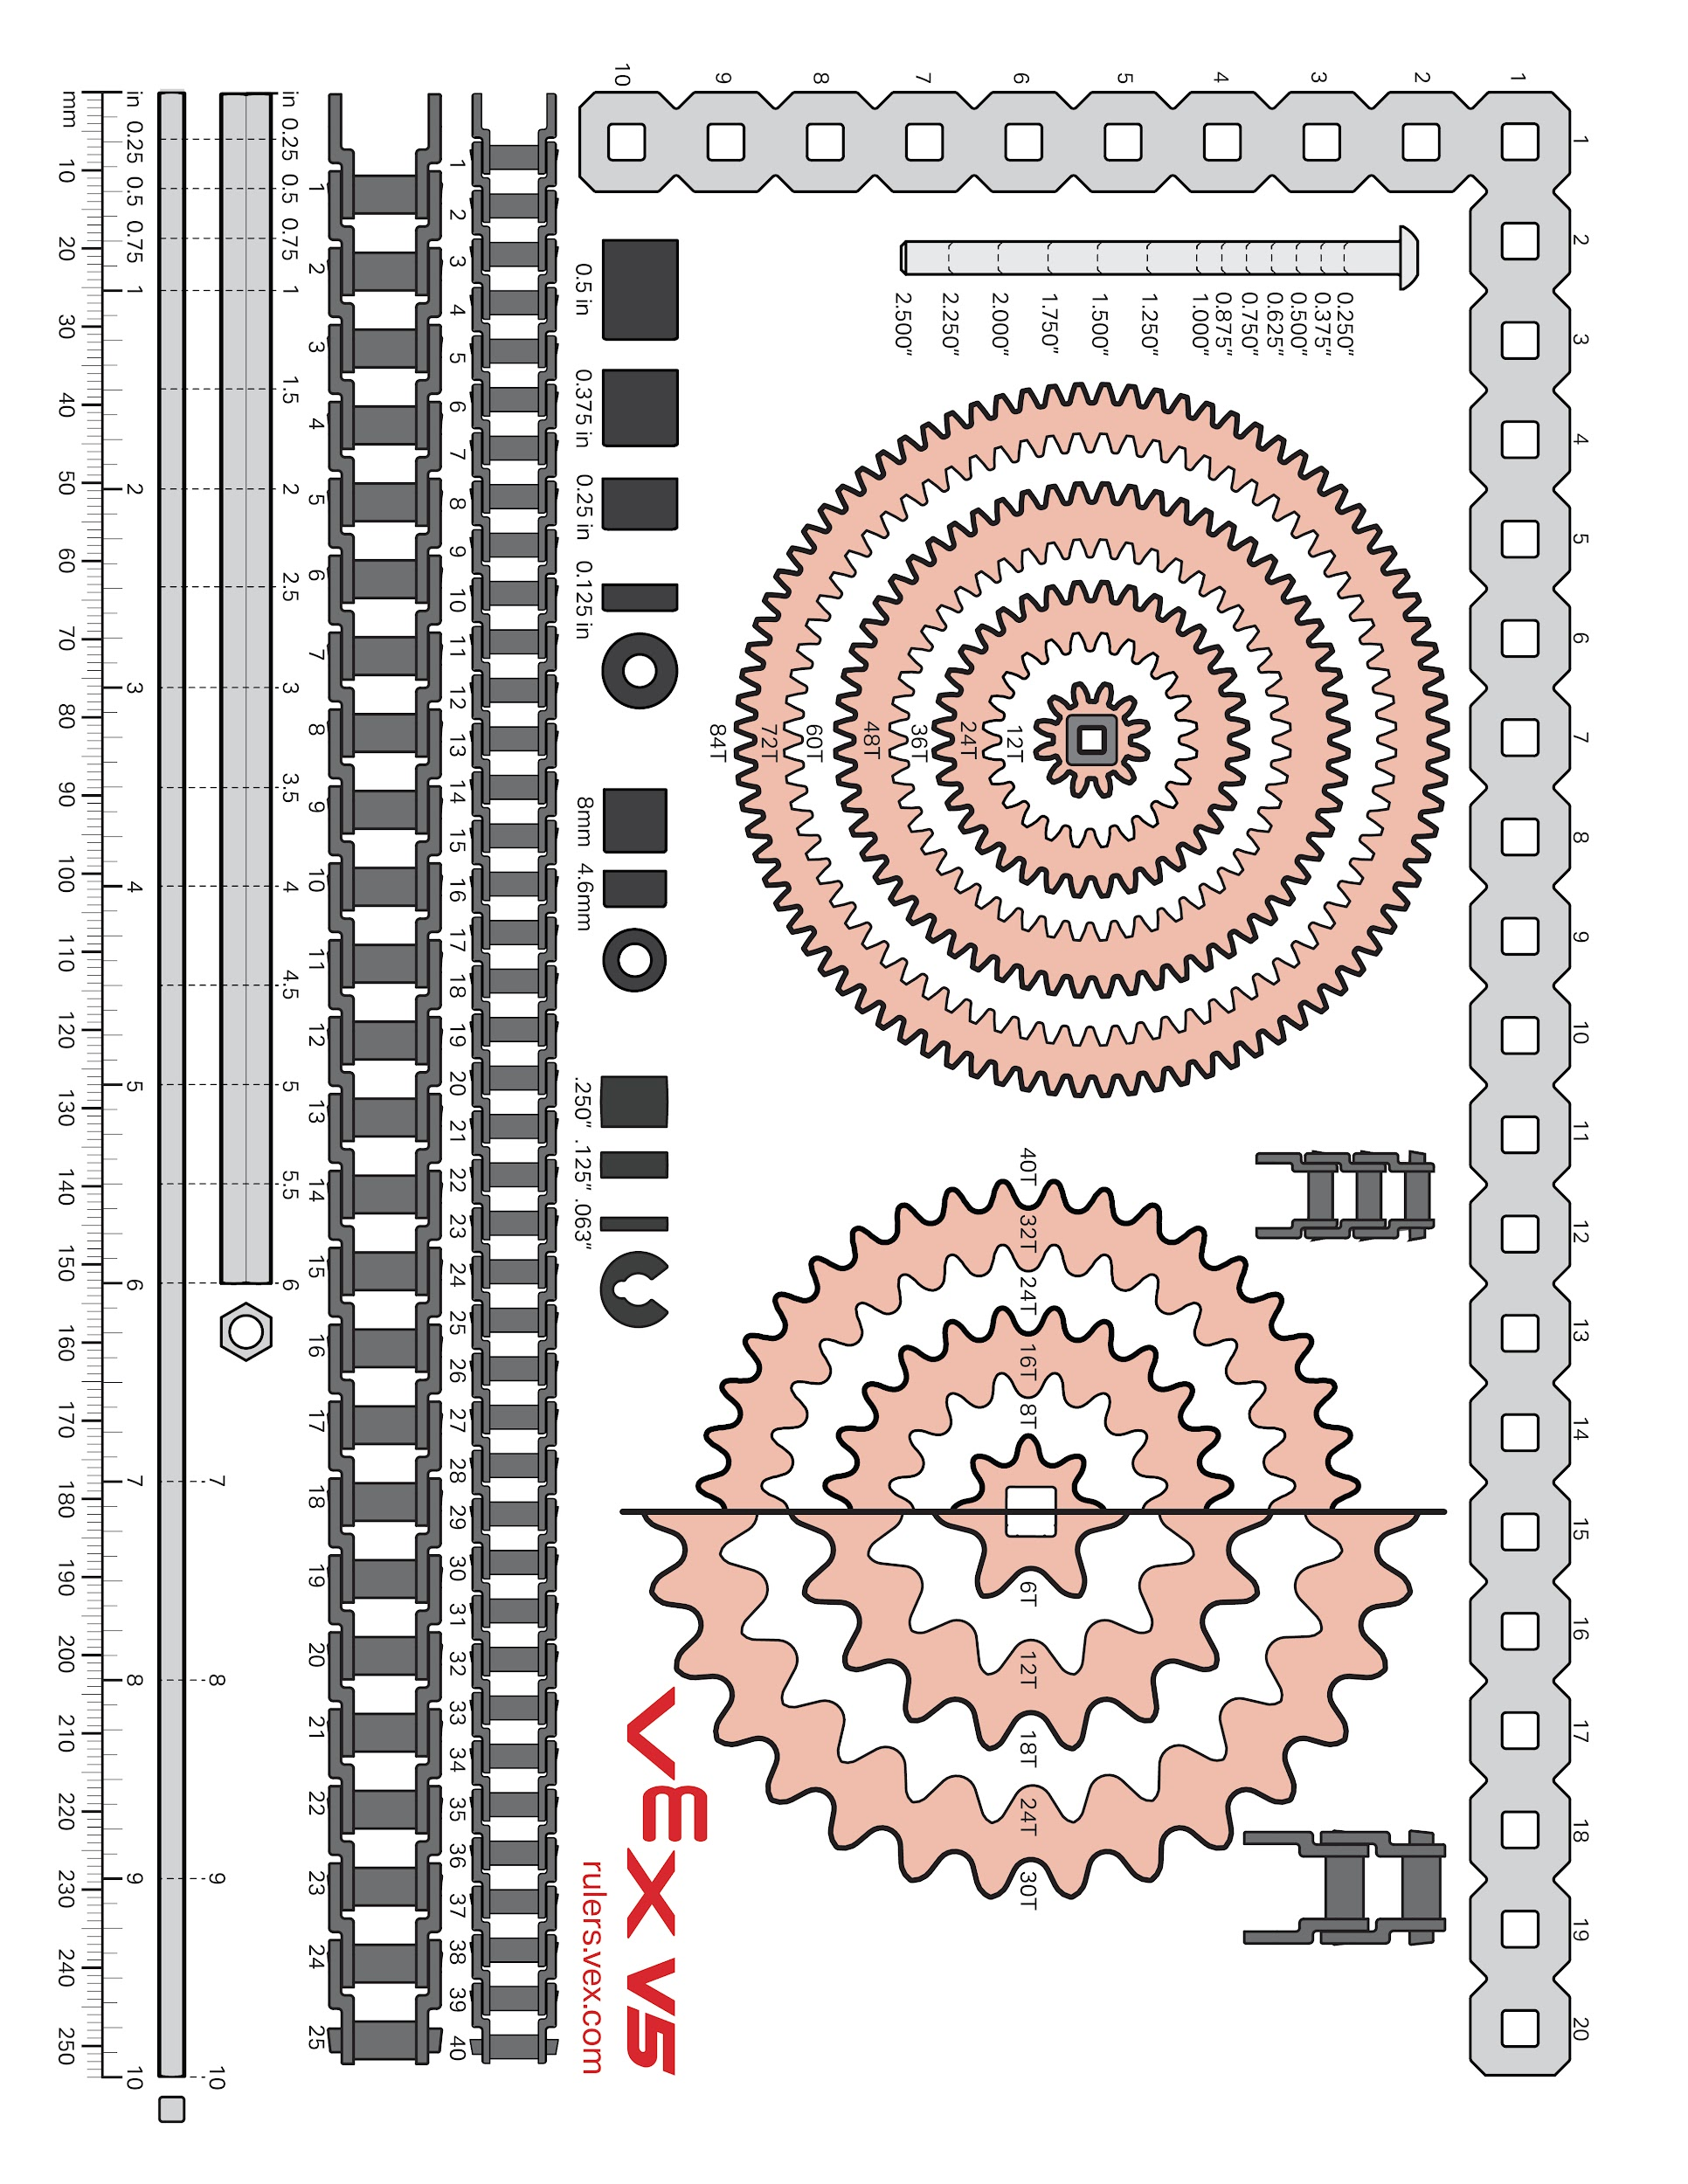 1 2 3 4 5 6 7 8 9 10 11 12 13 14 15 16 17 18 19 20
1
2
3
4
5
6
7
8
9
10
0.250"
0.375"
0.500"
0.625"
0.750"
0.875"
1.000"
1.250"
1.500"
1.750"
2.000"
2.250"
2.500"
12T
24T
36T
48T
60T
72T
84T
40T 32T 24T 16T 8T 6T 12T 18T 24T 30T
VEX V5
rulers.vex.com
0.5 in 0.375 in 0.25 in 0.125 in 8mm 4.6mm .250" .125" .063"
1 2 3 4 5 6 7 8 9 10 11 12 13 14 15 16 17 18 19 20 21 22 23 24 25 26 27 28 29 30 31 32 33 34 35 36 37 38 39 40
1 2 3 4 5 6 7 8 9 10 11 12 13 14 15 16 17 18 19 20 21 22 23 24 25
in 0.25 0.5 0.75 1 1.5 2 2.5 3 3.5 4 4.5 5 5.5 6
7 8 9 10
in 0.25 0.5 0.75 1 2 3 4 5 6 7 8 9 10
mm 10 20 30 40 50 60 70 80 90 100 110 120 130 140 150 160 170 180 190 200 210 220 230 240 250